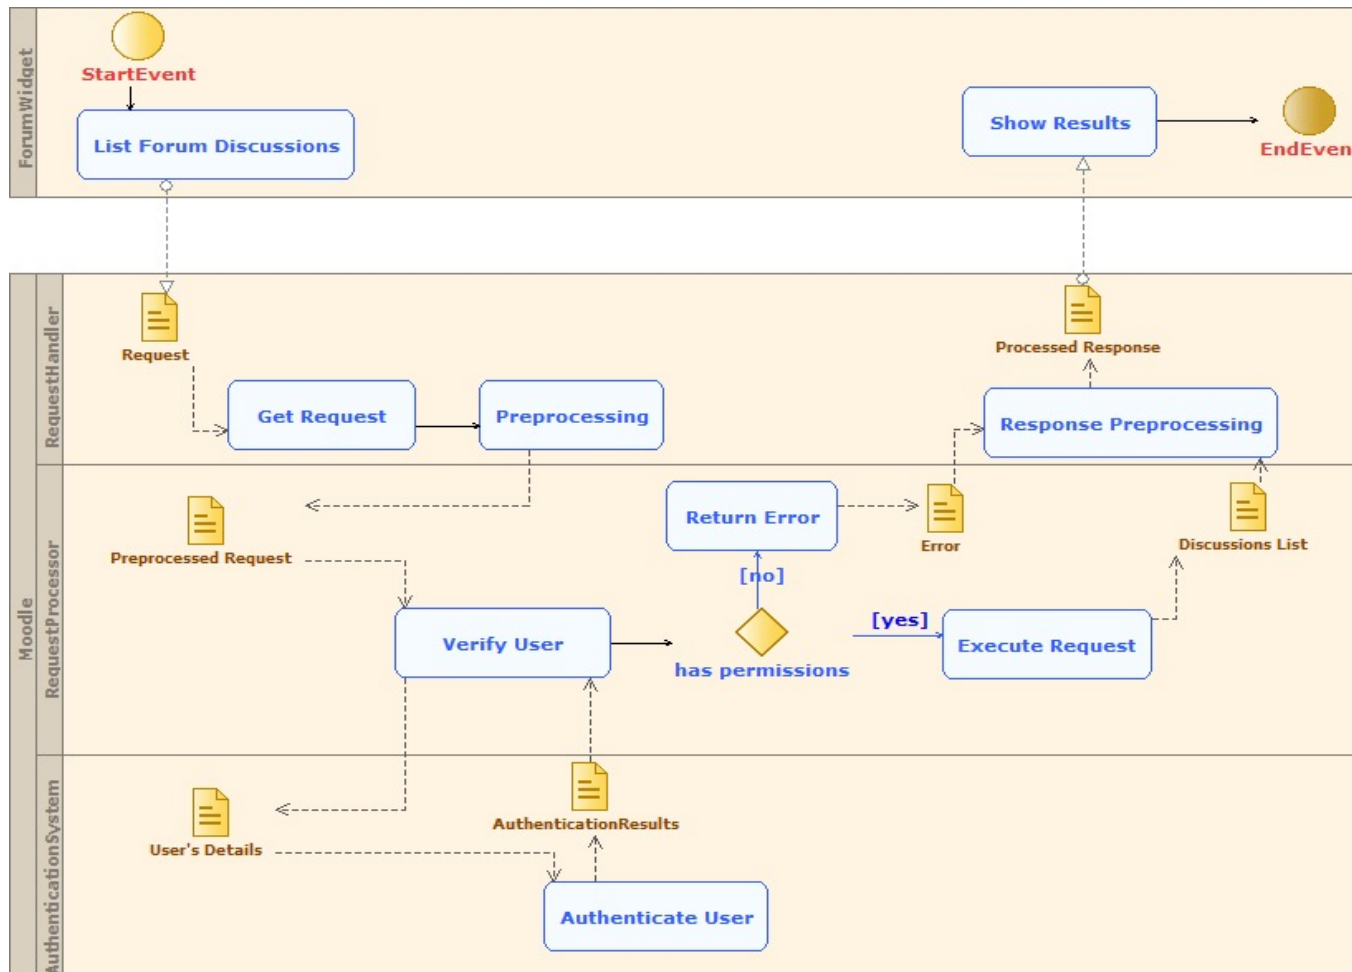 ForumWidget
StartEvent
List Forum Discussions
Show Results
EndEven
Moodle
RequestHandler
Request
Get Request
Preprocessing
Processed Response
Response Preprocessing
RequestProcessor
Preprocessed Request
Verify User
Return Error
[no]
has permissions
[yes]
Error
Execute Request
Discussions List
AuthenticationSystem
User's Details
AuthenticationResults
Authenticate User